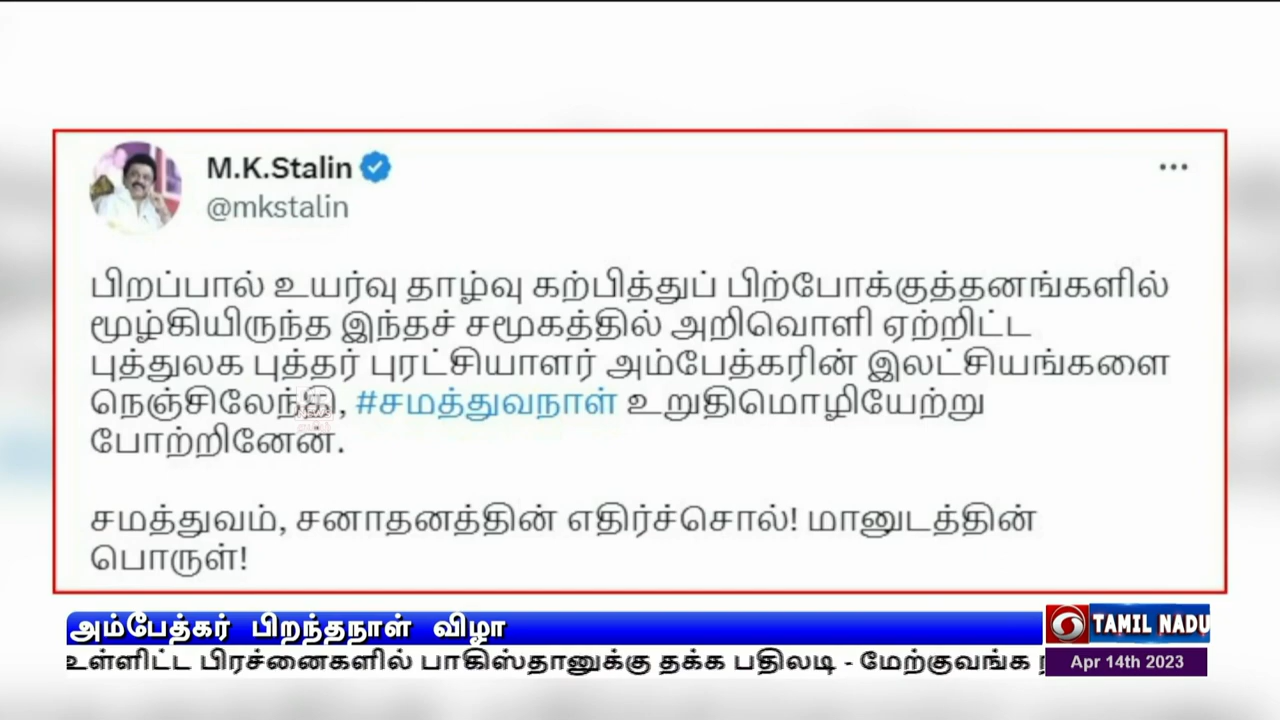 M.K.Stalin
@mkstalin
பிறப்பால் உயர்வு தாழ்வு கற்பித்துப் பிற்போக்குத்தனங்களில்
மூழ்கியிருந்த இந்தச் சமூகத்தில் அறிவொளி ஏற்றிட்ட
புத்துலக புத்தர் புரட்சியாளர் அம்பேத்கரின் இலட்சியங்களை
நெஞ்சிலேந்தி, #சமத்துவநாள் உறுதிமொழியேற்று
போற்றினேன்.
சமத்துவம், சனாதனத்தின் எதிர்ச்சொல்! மானுடத்தின்
பொருள்!
அம்பேத்கர் பிறந்தநாள் விழா
TAMIL NADU
உள்ளிட்ட பிரச்னைகளில் பாகிஸ்தானுக்கு தக்க பதிலடி - மேற்குவங்க
Apr 14th 2023